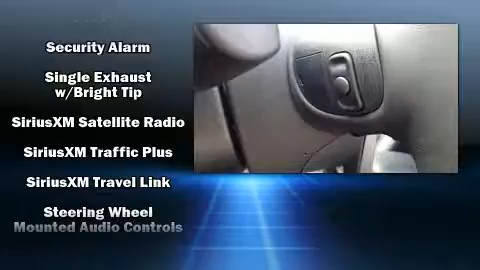 Security Alarm
Single Exhaust
w/Bright Tip
SiriusXM Satellite Radio
SiriusXM Traffic Plus
SiriusXM Travel Link
Steering Wheel
Mounted Audio Controls